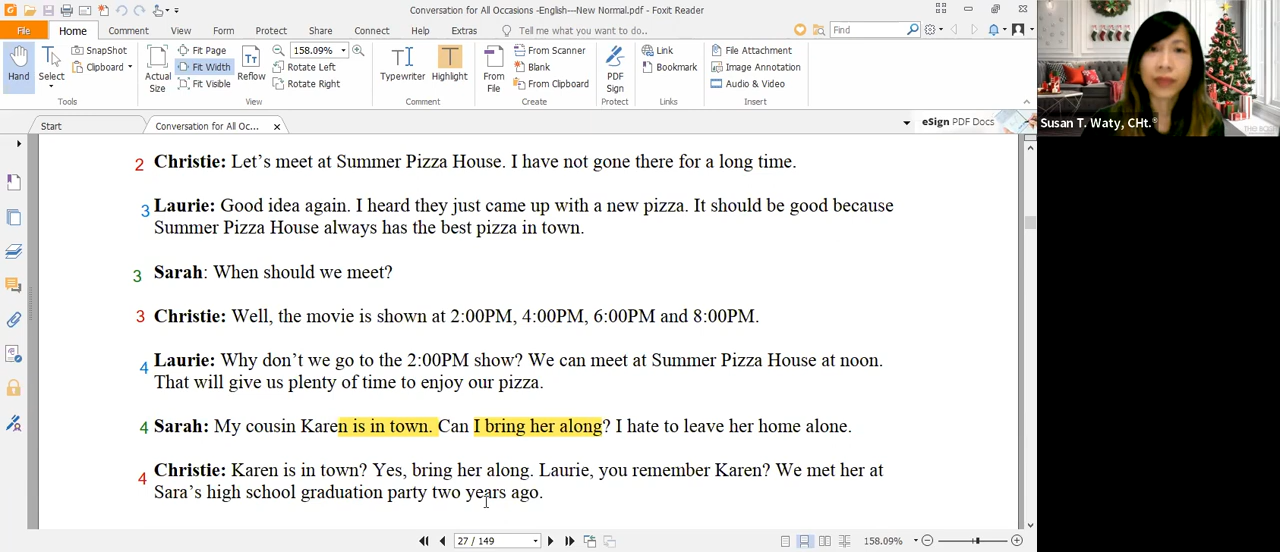 Conversation for All Occasions -English---New Normal.pdf - Foxit Reader
File Home Comment View Form Protect Share Connect Help Extras Tell me what you want to do.. Find
Hand Select SnapShot Clipboard Actual Size Fit Page Fit Width Fit Visible Reflow 158.09% Rotate Left Rotate Right Typewriter Highlight From File From Scanner Blank From Clipboard PDF Sign Link Bookmark File Attachment Image Annotation Audio & Video
Tools View Comment Create Protect Links Insert
Start Conversation for All Oc... eSign PDF Docs
Susan T. Waty, CHt.®
2 Christie: Let's meet at Summer Pizza House. I have not gone there for a long time.
3 Laurie: Good idea again. I heard they just came up with a new pizza. It should be good because
Summer Pizza House always has the best pizza in town.
3 Sarah: When should we meet?
3 Christie: Well, the movie is shown at 2:00PM, 4:00PM, 6:00PM and 8:00PM.
4 Laurie: Why don't we go to the 2:00PM show? We can meet at Summer Pizza House at noon.
That will give us plenty of time to enjoy our pizza.
4 Sarah: My cousin Karen is in town. Can I bring her along? I hate to leave her home alone.
4 Christie: Karen is in town? Yes, bring her along. Laurie, you remember Karen? We met her at
Sara's high school graduation party two years ago.
27 / 149 158.09%